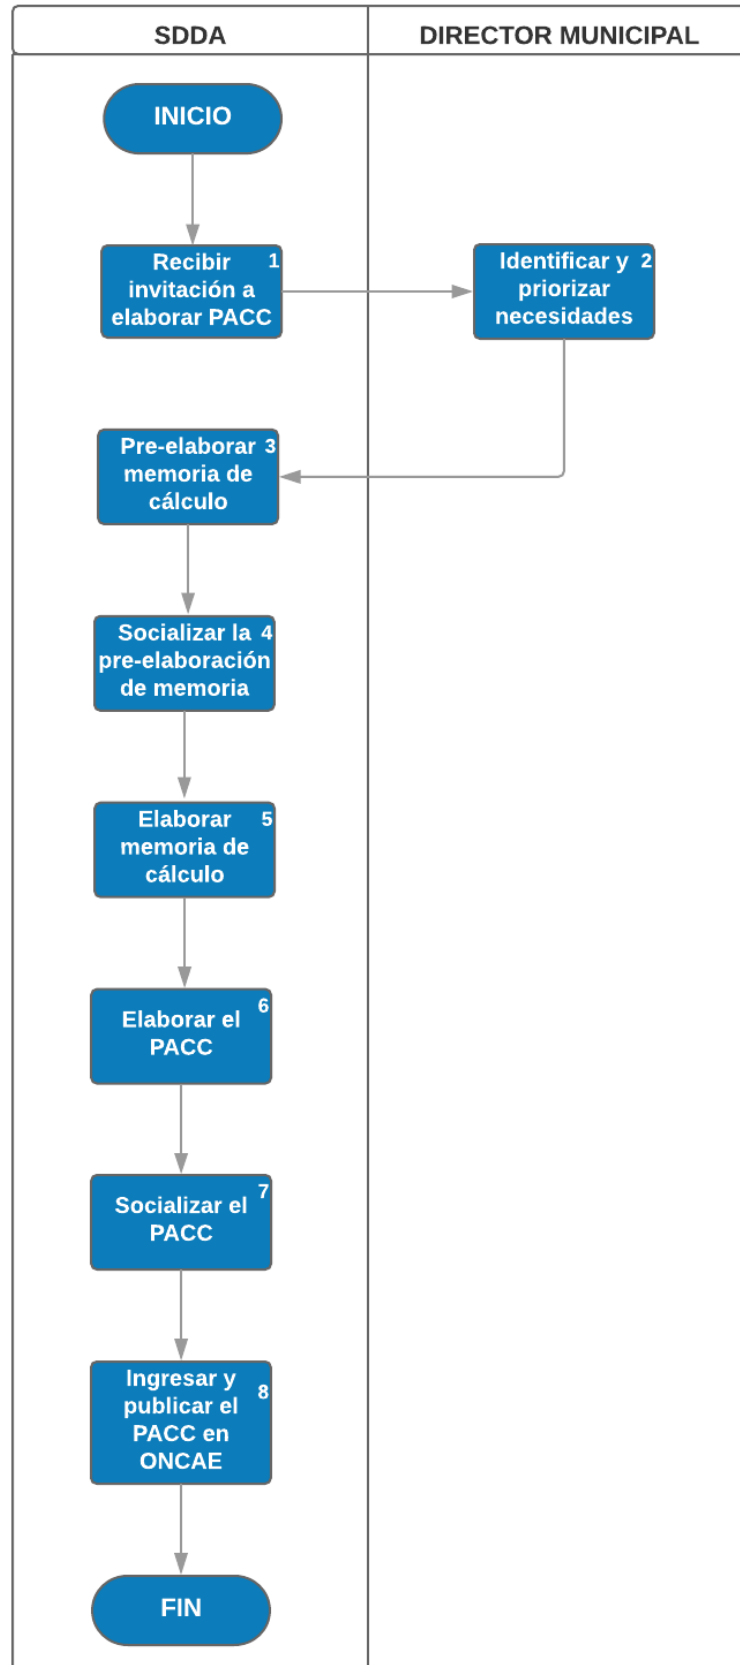 SDDA
DIRECTOR MUNICIPAL
INICIO
Recibir 1
invitación a
elaborar PACC
Identificar y 2
priorizar
necesidades
Pre-elaborar 3
memoria de
cálculo
Socializar la 4
pre-elaboración
de memoria
Elaborar 5
memoria de
cálculo
6
Elaborar el
PACC
7
Socializar el
PACC
Ingresar y
8
publicar el
PACC en
ONCAE
FIN